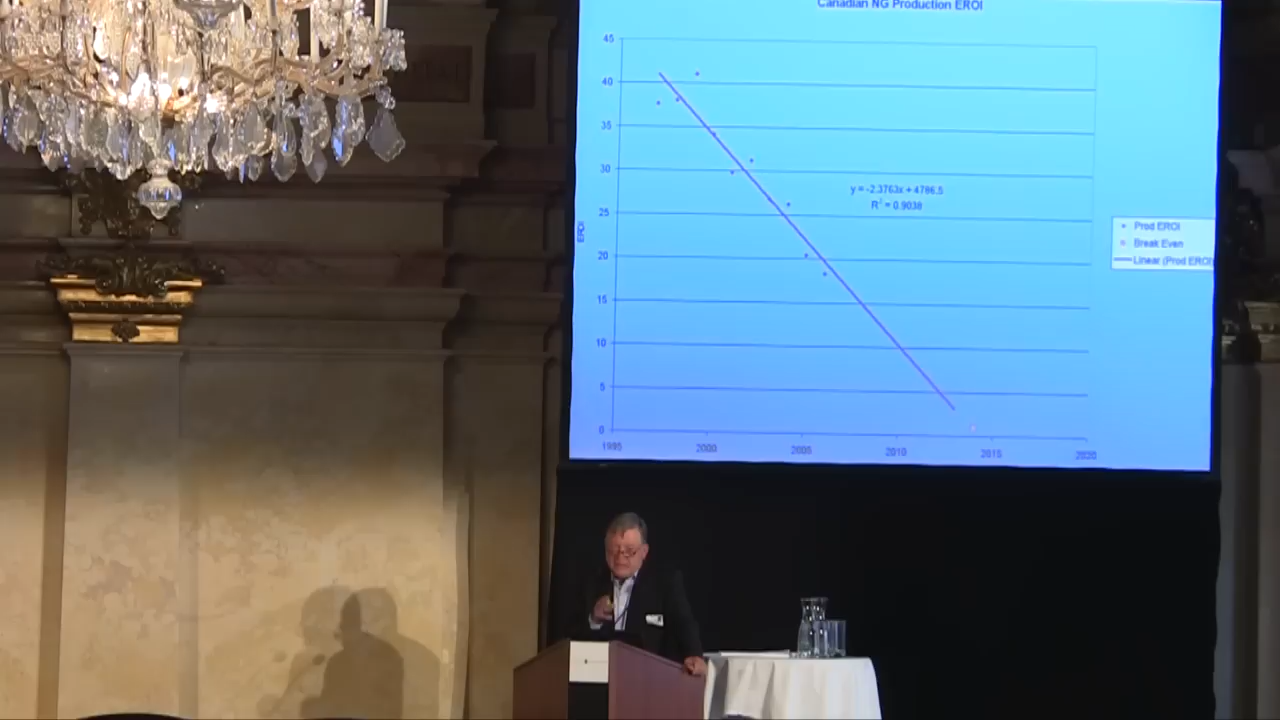 Canadian NG Production EROI
45
40
35
30
25
20
15
10
5
0
EROI
1995
2000
2005
2010
2015
2020
y = -2.3763x + 4786.5
R² = 0.9038
Prod EROI
Break Even
Linear (Prod EROI)